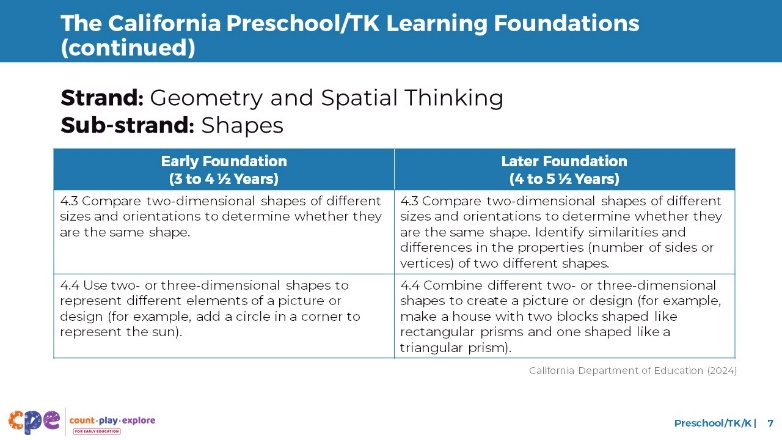 The California Preschool/TK Learning Foundations
(continued)
Strand: Geometry and Spatial Thinking
Sub-strand: Shapes
Early Foundation
(3 to 4 ½ Years)
Later Foundation
(4 to 5 ½ Years)
4.3 Compare two-dimensional shapes of different
sizes and orientations to determine whether they
are the same shape.
4.3 Compare two-dimensional shapes of different
sizes and orientations to determine whether they
are the same shape. Identify similarities and
differences in the properties (number of sides or
vertices) of two different shapes.
4.4 Use two- or three-dimensional shapes to
represent different elements of a picture or
design (for example, add a circle in a corner to
represent the sun).
4.4 Combine different two- or three-dimensional
shapes to create a picture or design (for example,
make a house with two blocks shaped like
rectangular prisms and one shaped like a
triangular prism).
California Department of Education (2024)
cpe
count·play·explore
FOR EARLY EDUCATION
Preschool/TK/K | 7